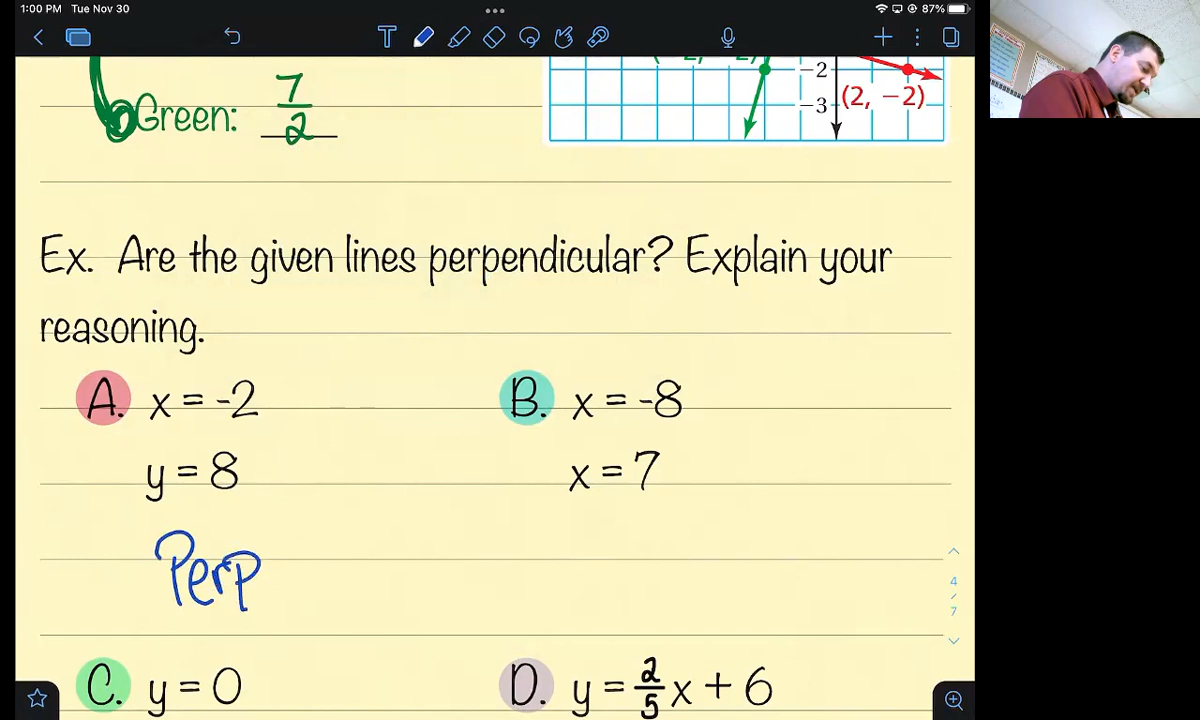 1:00 PM Tue Nov 30
87%
T
7
Green: 2
-2
-3 (2, -2)
Ex. Are the given lines perpendicular? Explain your
reasoning.
A. x = -2
B. x = -8
y = 8
x = 7
Perp
4
/
7
C. y = 0
D. y = 2/5 x + 6